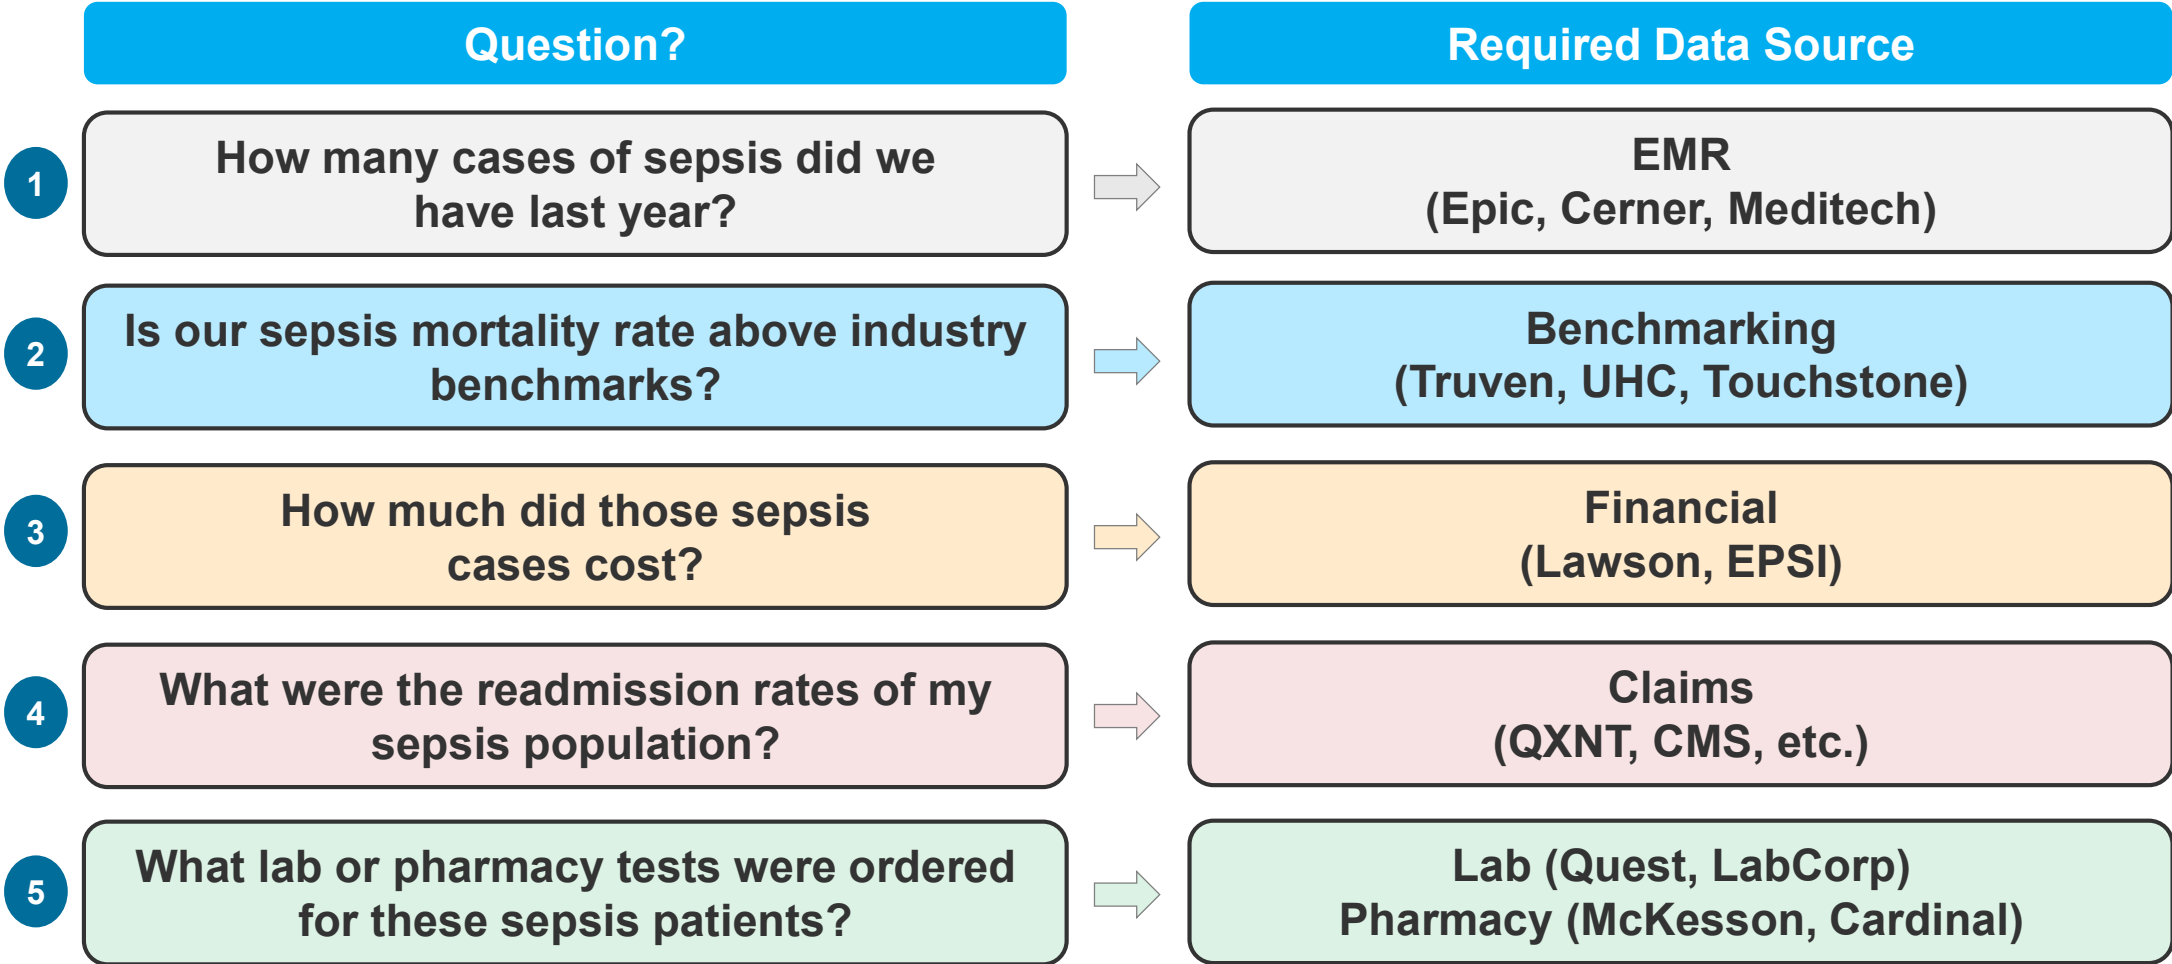 Question?
Required Data Source
1
How many cases of sepsis did we
have last year?
EMR
(Epic, Cerner, Meditech)
2
Is our sepsis mortality rate above industry
benchmarks?
Benchmarking
(Truven, UHC, Touchstone)
3
How much did those sepsis
cases cost?
Financial
(Lawson, EPSI)
4
What were the readmission rates of my
sepsis population?
Claims
(QXNT, CMS, etc.)
5
What lab or pharmacy tests were ordered
for these sepsis patients?
Lab (Quest, LabCorp)
Pharmacy (McKesson, Cardinal)